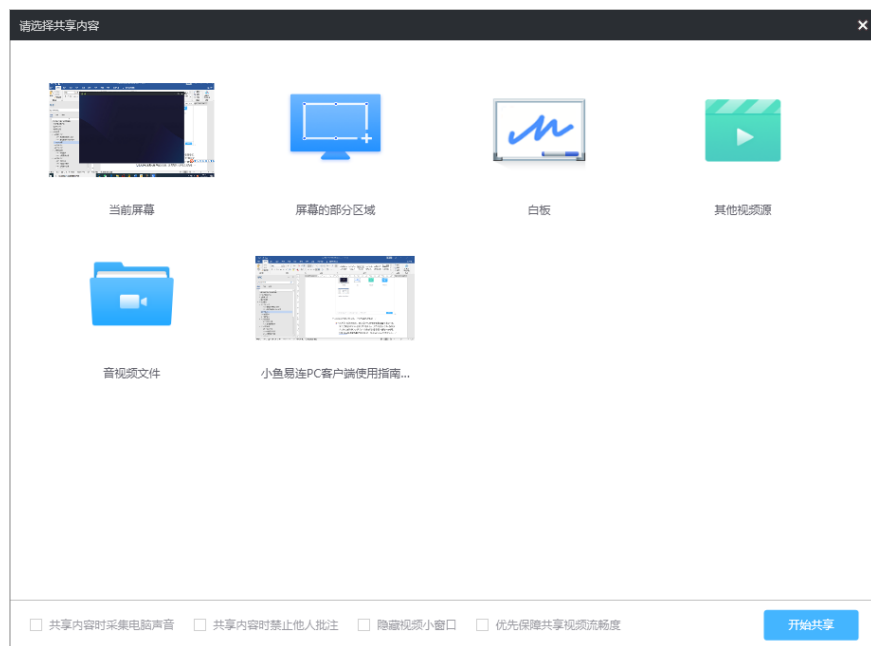 请选择共享内容
当前屏幕
屏幕的部分区域
白板
其他视频源
音视频文件
小鱼易连PC客户端使用指南...
共享内容时采集电脑声音
共享内容时禁止他人批注
隐藏视频小窗口
优先保障共享视频流畅度
开始共享